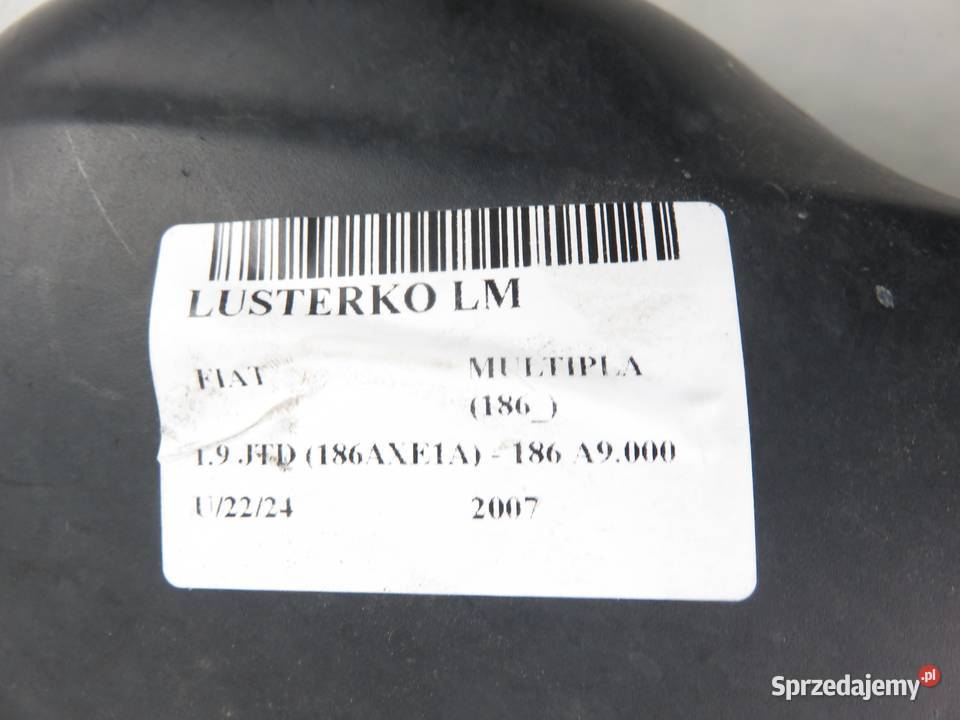 LUSTERKO LM
FIAT MULTIPLA
(186_)
1.9 JTD (186AXE1A) - 186 A9.000
U/22/24 2007
Sprzedajemy.pl